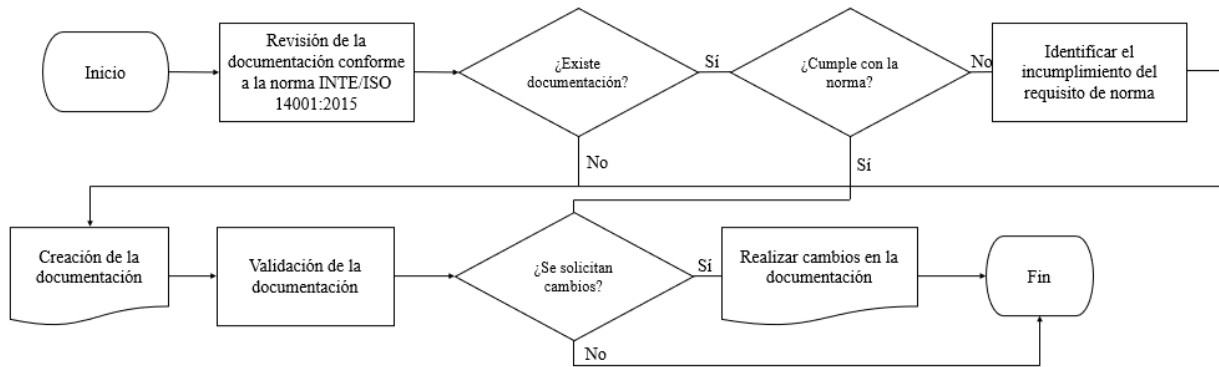 Inicio
Revisión de la
documentación conforme
a la norma INTE/ISO
14001:2015
¿Existe
documentación?
Sí
¿Cumple con la
norma?
No
Identificar el
incumplimiento del
requisito de norma
No
Sí
Creación de la
documentación
Validación de la
documentación
¿Se solicitan
cambios?
Sí
Realizar cambios en la
documentación
Fin
No